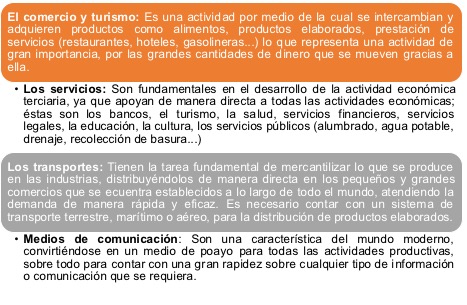 El comercio y turismo: Es una actividad por medio de la cual se intercambian y
adquieren productos como alimentos, productos elaborados, prestación de
servicios (restaurantes, hoteles, gasolineras...) lo que representa una actividad de
gran importancia, por las grandes cantidades de dinero que se mueven gracias a
ella.
• Los servicios: Son fundamentales en el desarrollo de la actividad económica
terciaria, ya que apoyan de manera directa a todas las actividades económicas;
éstas son los bancos, el turismo, la salud, servicios financieros, servicios
legales, la educación, la cultura, los servicios públicos (alumbrado, agua potable,
drenaje, recolección de basura...)
Los transportes: Tienen la tarea fundamental de mercantilizar lo que se produce
en las industrias, distribuyéndolos de manera directa en los pequeños y grandes
comercios que se ecuentra establecidos a lo largo de todo el mundo, atendiendo la
demanda de manera rápida y eficaz. Es necesario contar con un sistema de
transporte terrestre, marítimo o aéreo, para la distribución de productos elaborados.
• Medios de comunicación: Son una característica del mundo moderno,
convirtiéndose en un medio de poayo para todas las actividades productivas,
sobre todo para contar con una gran rapidez sobre cualquier tipo de información
o comunicación que se requiera.